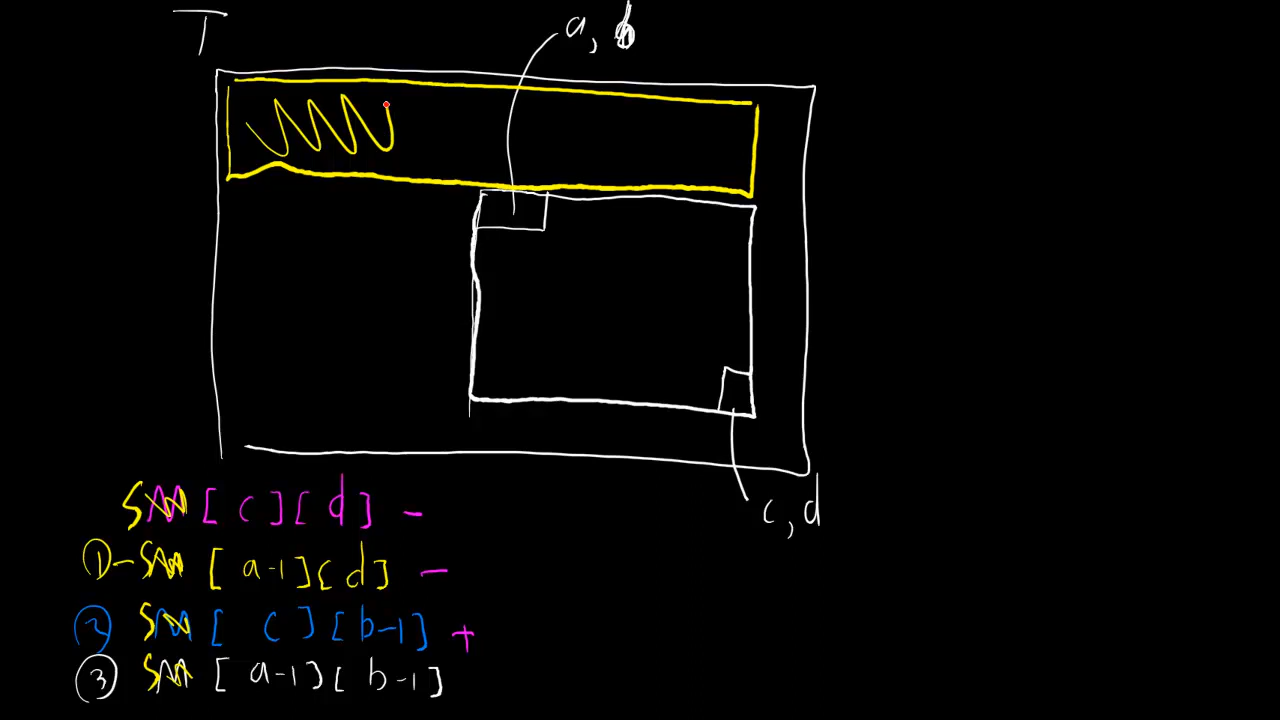 T
a, b
c, d
SM [ c ] [ d ] -
① - SM [ a-1 ] [ d ] -
② SM [ c ] [ b-1 ] +
③ SM [ a-1 ] [ b-1 ]